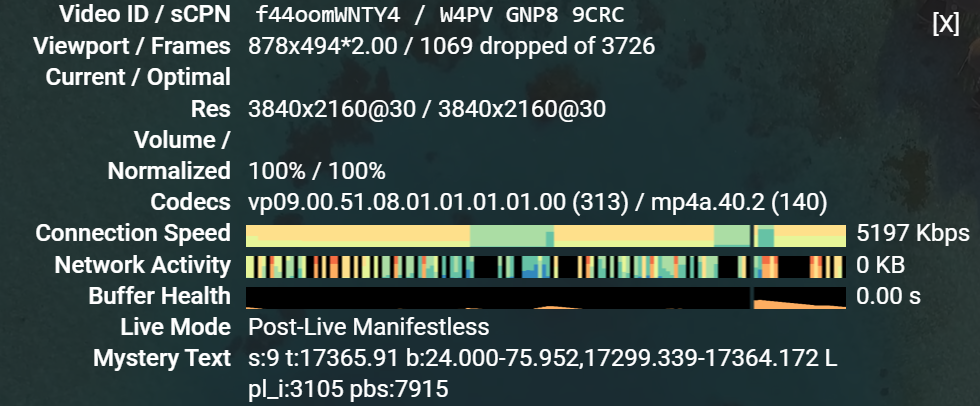 Video ID / sCPN f44oomWNTY4 / W4PV GNP8 9CRC [X]
Viewport / Frames 878x494*2.00 / 1069 dropped of 3726
Current / Optimal
Res 3840x2160@30 / 3840x2160@30
Volume /
Normalized 100% / 100%
Codecs vp09.00.51.08.01.01.01.01.00 (313) / mp4a.40.2 (140)
Connection Speed 5197 Kbps
Network Activity 0 KB
Buffer Health 0.00 s
Live Mode Post-Live Manifestless
Mystery Text s:9 t:17365.91 b:24.000-75.952,17299.339-17364.172 L
pl_i:3105 pbs:7915